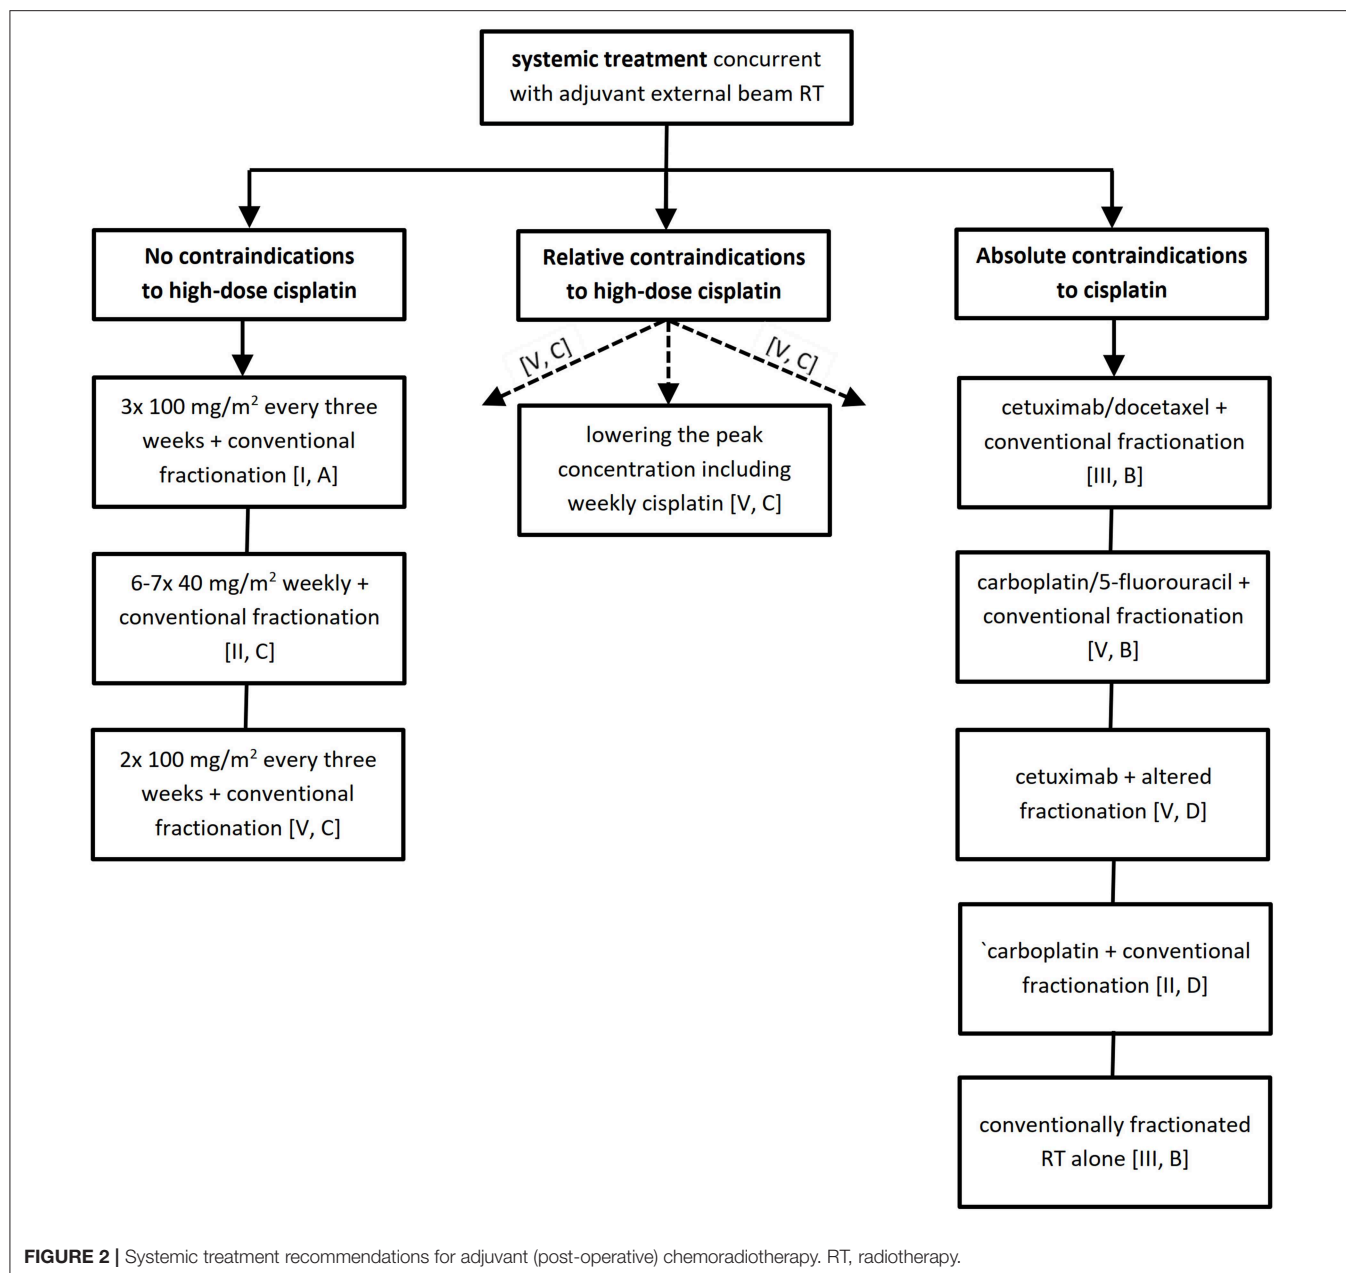 systemic treatment concurrent
with adjuvant external beam RT
No contraindications
to high-dose cisplatin
Relative contraindications
to high-dose cisplatin
Absolute contraindications
to cisplatin
[V, C]
[V, C]
3x 100 mg/m² every three
weeks + conventional
fractionation [I, A]
lowering the peak
concentration including
weekly cisplatin [V, C]
cetuximab/docetaxel +
conventional fractionation
[III, B]
6-7x 40 mg/m² weekly +
conventional fractionation
[II, C]
carboplatin/5-fluorouracil +
conventional fractionation
[V, B]
2x 100 mg/m² every three
weeks + conventional
fractionation [V, C]
cetuximab + altered
fractionation [V, D]
`carboplatin + conventional
fractionation [II, D]
conventionally fractionated
RT alone [III, B]
FIGURE 2 | Systemic treatment recommendations for adjuvant (post-operative) chemoradiotherapy. RT, radiotherapy.